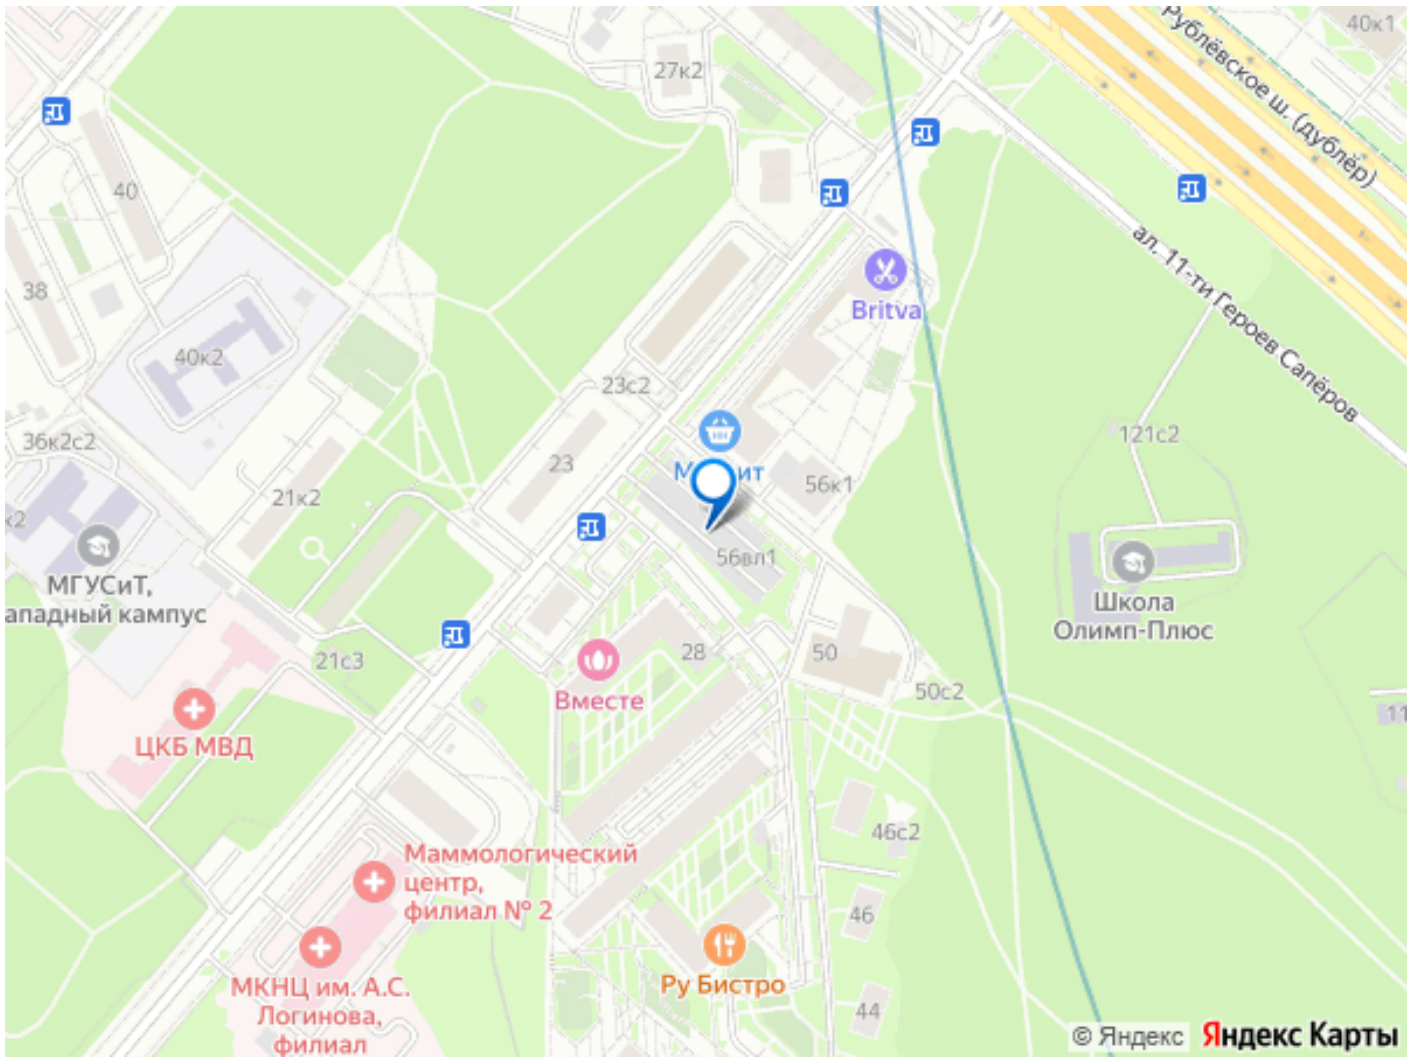 40к1
Рублёвское ш. (дублёр)
27к2
40
ал. 11-ти Героев Сапёров
38
Britva
40к2
23с2
121с2
36к2с2
23
56к1
21к2
к2
56вл1
МГУСиТ,
ападный кампус
Школа
Олимп-Плюс
21с3
28
50
50с2
Вместе
11
ЦКБ МВД
46с2
Маммологический
центр,
филиал № 2
46
Ру Бистро
МКНЦ им. А.С.
Логинова,
филиал
44
© Яндекс Яндекс Карты